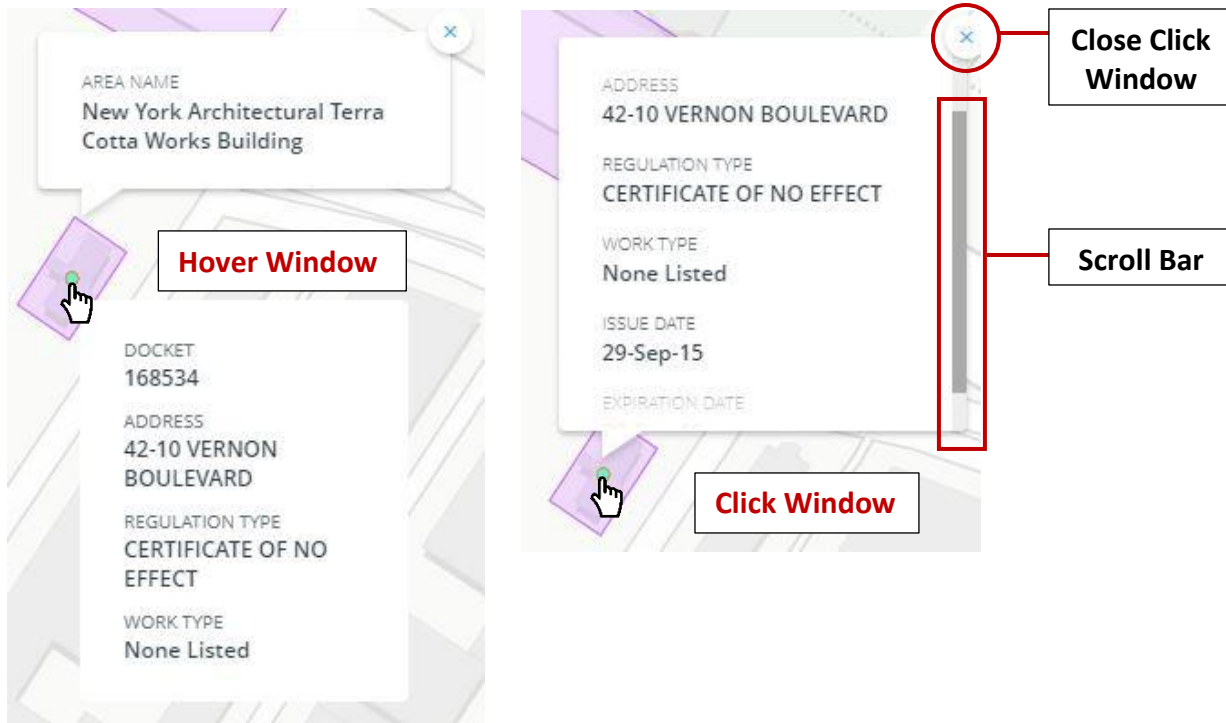 AREA NAME
New York Architectural Terra
Cotta Works Building
Hover Window
DOCKET
168534
ADDRESS
42-10 VERNON
BOULEVARD
REGULATION TYPE
CERTIFICATE OF NO
EFFECT
WORK TYPE
None Listed
ADDRESS
42-10 VERNON BOULEVARD
REGULATION TYPE
CERTIFICATE OF NO EFFECT
WORK TYPE
None Listed
ISSUE DATE
29-Sep-15
EXPIRATION DATE
Click Window
Close Click
Window
Scroll Bar